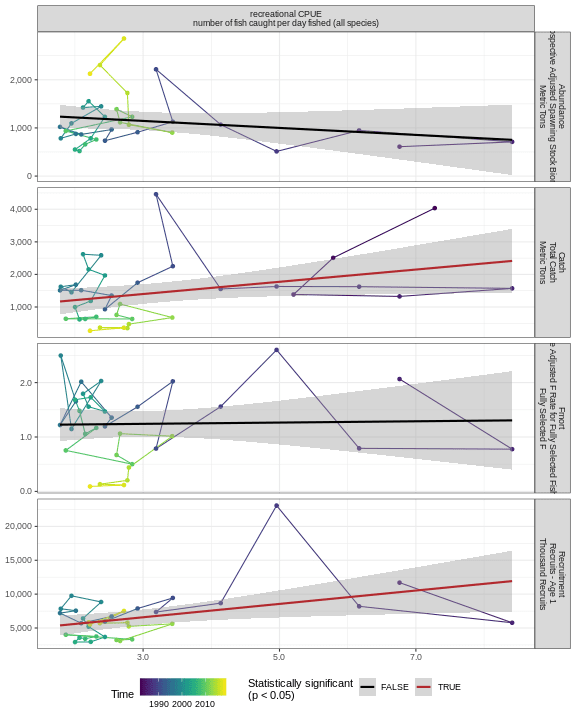 recreational CPUE
number of fish caught per day fished (all species)
2,000
1,000
0
Abundance
Adjusted Spawning Stock
Metric Tons
4,000
3,000
2,000
1,000
Catch
Total Catch
Metric Tons
2.0
1.0
0.0
Fmort
Adjusted F Rate for Fully Selected
Fully Selected F
20,000
15,000
10,000
5,000
Recruitment
Recruits - Age 1
Thousand Recruits
3.0 5.0 7.0
Time
1990 2000 2010
Statistically significant
(p < 0.05)
FALSE
TRUE